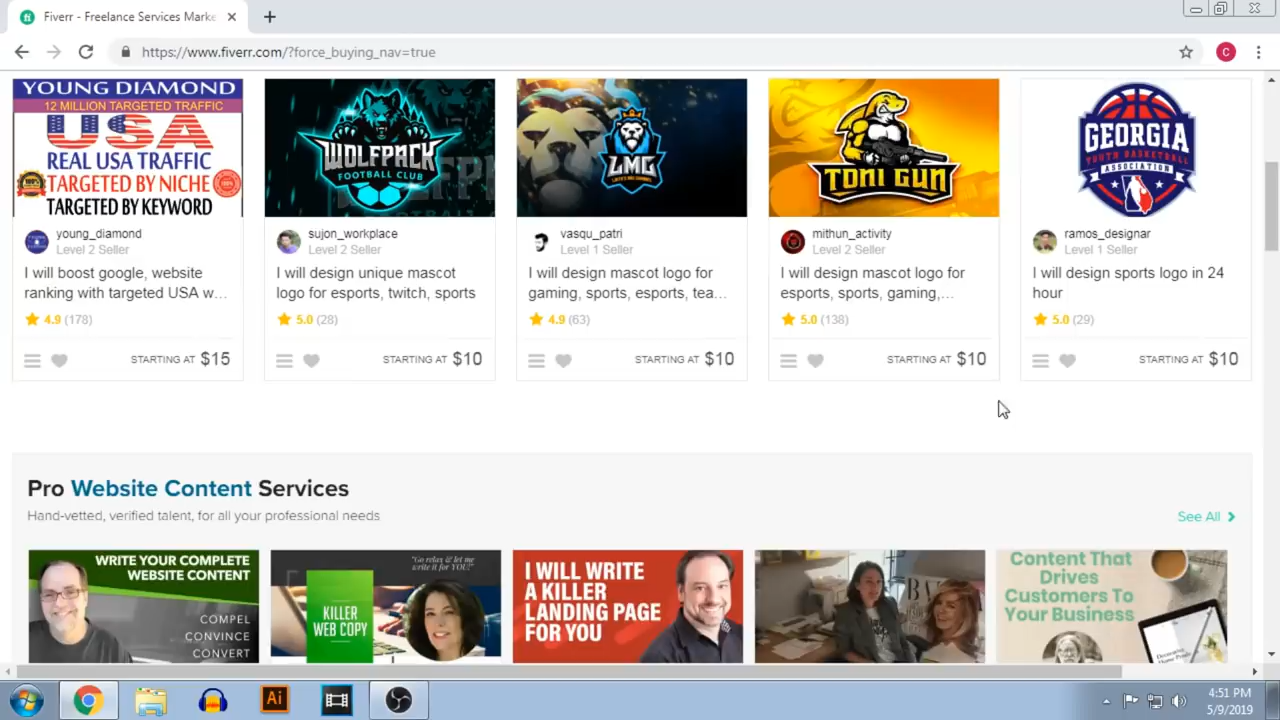 Fiverr - Freelance Services Marke
https://www.fiverr.com/?force_buying_nav=true
C
YOUNG DIAMOND
12 MILLION TARGETED TRAFFIC
USA
REAL USA TRAFFIC
TARGETED BY NICHE
TARGETED BY KEYWORD
WOLFPACK
FOOTBALL CLUB
LMG
TONI GUN
GEORGIA
YOUTH BASKETBALL
ASSOCIATION
young_diamond
Level 2 Seller
I will boost google, website
ranking with targeted USA w...
4.9 (178)
STARTING AT $15
sujon_workplace
Level 2 Seller
I will design unique mascot
logo for esports, twitch, sports
5.0 (28)
STARTING AT $10
vasqu_patri
Level 1 Seller
I will design mascot logo for
gaming, sports, esports, tea...
4.9 (63)
STARTING AT $10
mithun_activity
Level 2 Seller
I will design mascot logo for
esports, sports, gaming,...
5.0 (138)
STARTING AT $10
ramos_designar
Level 1 Seller
I will design sports logo in 24
hour
5.0 (29)
STARTING AT $10
Pro Website Content Services
Hand-vetted, verified talent, for all your professional needs
See All
WRITE YOUR COMPLETE
WEBSITE CONTENT
COMPEL
CONVINCE
CONVERT
"Go relax & let me
write it for YOU!"
KILLER
WEB COPY
I WILL WRITE
A KILLER
LANDING PAGE
FOR YOU
Content That
Drives
Customers To
Your Business
Ai
4:51 PM
5/9/2019